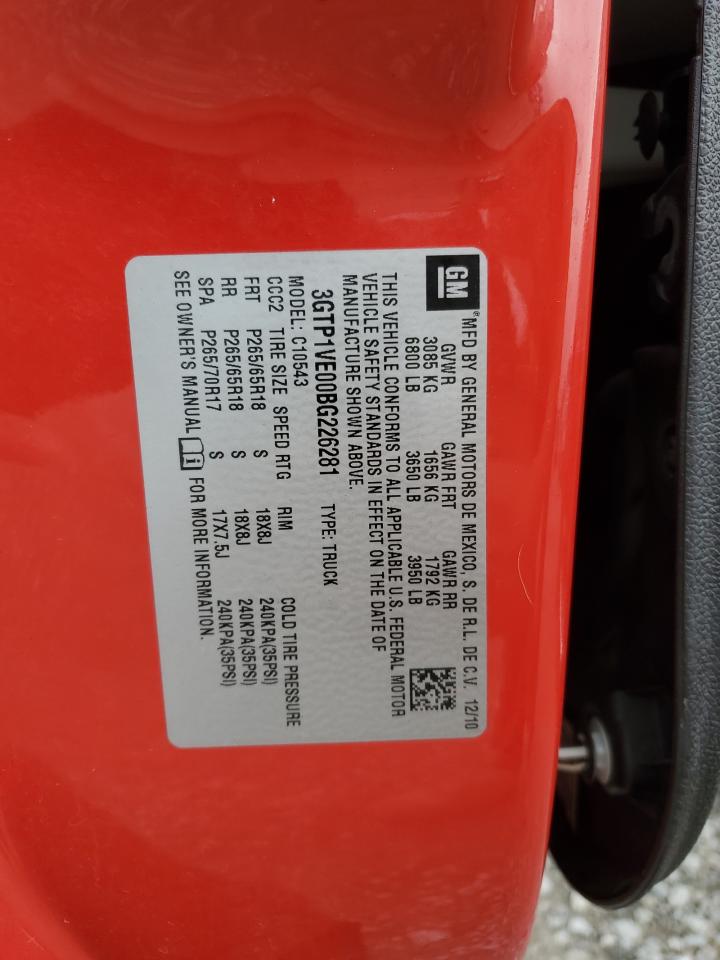 GM MFD BY GENERAL MOTORS DE MEXICO, S. DE R.L. DE C.V. 12/10
GVWR GAWR FRT GAWR RR
3085 KG 1656 KG 1792 KG
6800 LB 3650 LB 3950 LB
THIS VEHICLE CONFORMS TO ALL APPLICABLE U.S. FEDERAL MOTOR
VEHICLE SAFETY STANDARDS IN EFFECT ON THE DATE OF
MANUFACTURE SHOWN ABOVE.
3GTP1VE00BG226281 TYPE: TRUCK
MODEL: C10543
CCC2 TIRE SIZE SPEED RTG RIM COLD TIRE PRESSURE
FRT P265/65R18 S 18X8J 240KPA(35PSI)
RR P265/65R18 S 18X8J 240KPA(35PSI)
SPA P265/70R17 S 17X7.5J 240KPA(35PSI)
SEE OWNER'S MANUAL i FOR MORE INFORMATION.